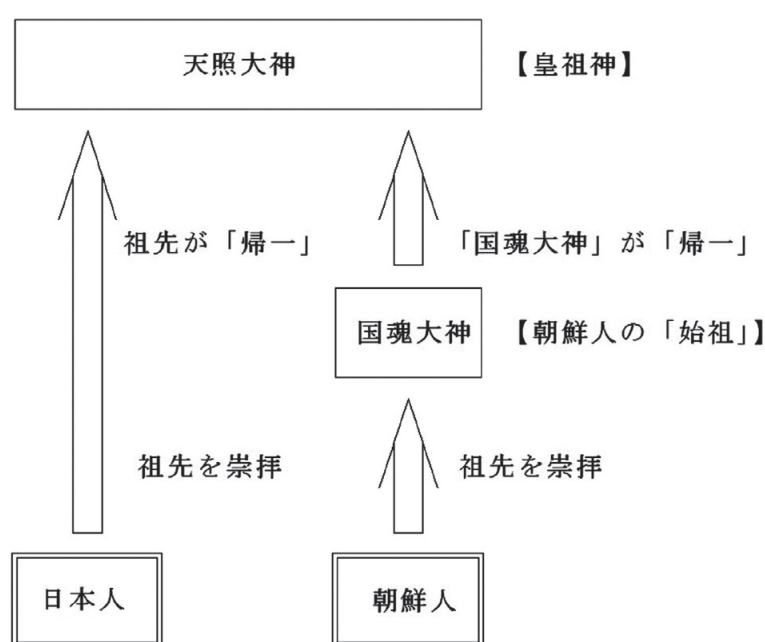 天照大神 【皇祖神】
祖先が「帰一」 「国魂大神」が「帰一」
国魂大神 【朝鮮人の「始祖」】
祖先を崇拝 祖先を崇拝
日本人 朝鮮人